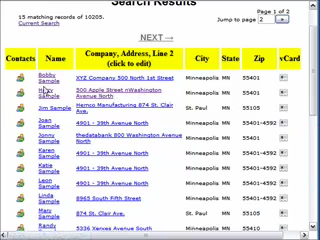 Search Results
15 matching records of 10205.
Current Search
Page 1 of 2
Jump to page 2
NEXT →
Contacts Name Company, Address, Line 2 (click to edit) City State Zip vCard
Bobby Sample XYZ Company 500 North 1st Street Minneapolis MN 55401
Sample 500 Apple Street nWashington Avenue North Minneapolis MN 55401
Jim Sample Hemco Manufacturing 874 St. Clair Ave. St. Paul MN 55105
Joan Sample 4901 - 39th Avenue North Minneapolis MN 55401-4592
Jonny Sample thedatabank 800 Washington Avenue North Minneapolis MN 55401
Karen Sample 4901 - 39th Avenue North Minneapolis MN 55401-4592
Katie Sample 4901 - 39th Avenue North Minneapolis MN 55401-4592
Leon Sample 4901 - 39th Avenue North Minneapolis MN 55401-4592
Linda Sample 8965 South Fifth Street Minneapolis MN 55401-4592
Mary Sample 874 St. Clair Ave. St. Paul MN 55105
Randy 5336 Xerxes Avenue South Minneapolis MN 55410